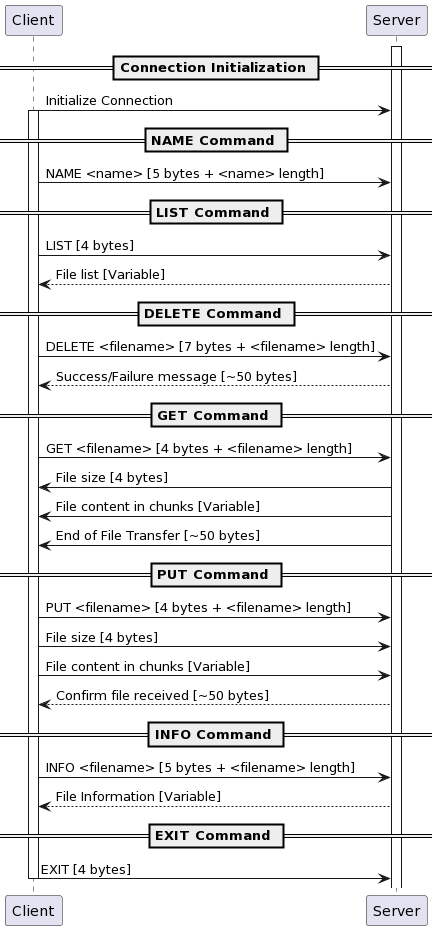 Client Server
Connection Initialization
Initialize Connection
NAME Command
NAME <name> [5 bytes + <name> length]
LIST Command
LIST [4 bytes]
File list [Variable]
DELETE Command
DELETE <filename> [7 bytes + <filename> length]
Success/Failure message [~50 bytes]
GET Command
GET <filename> [4 bytes + <filename> length]
File size [4 bytes]
File content in chunks [Variable]
End of File Transfer [~50 bytes]
PUT Command
PUT <filename> [4 bytes + <filename> length]
File size [4 bytes]
File content in chunks [Variable]
Confirm file received [~50 bytes]
INFO Command
INFO <filename> [5 bytes + <filename> length]
File Information [Variable]
EXIT Command
EXIT [4 bytes]
Client Server